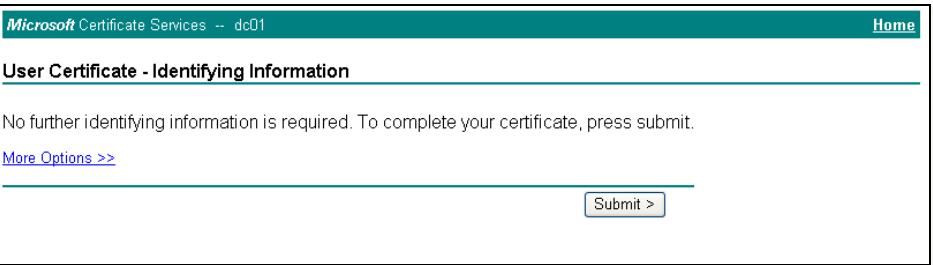 Microsoft Certificate Services -- dc01 Home
User Certificate - Identifying Information
No further identifying information is required. To complete your certificate, press submit.
More Options >>
Submit >